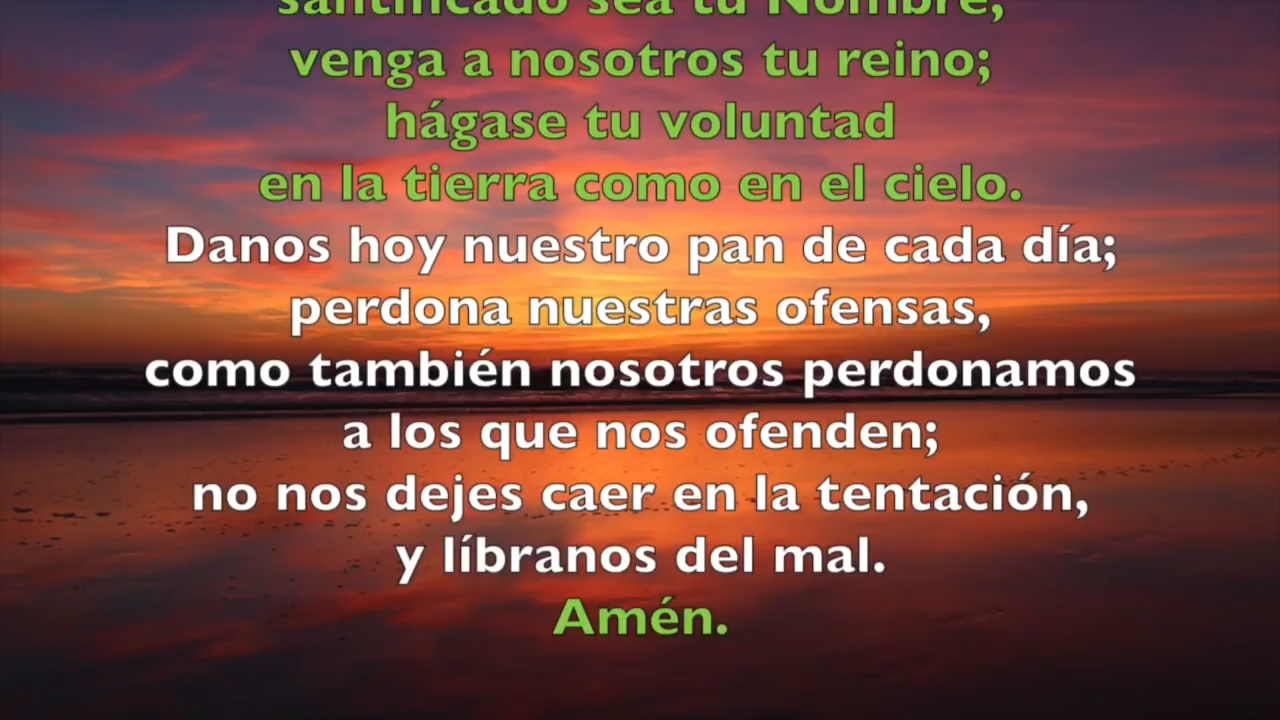 santificado sea tu Nombre,
venga a nosotros tu reino;
hágase tu voluntad
en la tierra como en el cielo.
Danos hoy nuestro pan de cada día;
perdona nuestras ofensas,
como también nosotros perdonamos
a los que nos ofenden;
no nos dejes caer en la tentación,
y líbranos del mal.
Amén.